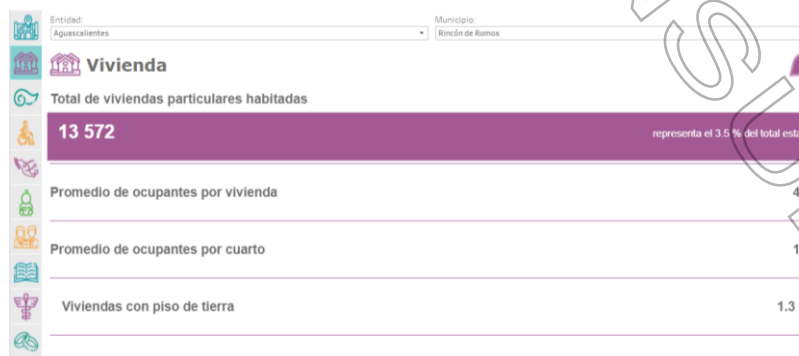 Entidad: Municipio:
Aguascalientes Rincón de Romos
Vivienda
Total de viviendas particulares habitadas
13 572 representa el 3.5 % del total
Promedio de ocupantes por vivienda
Promedio de ocupantes por cuarto
Viviendas con piso de tierra 1.3